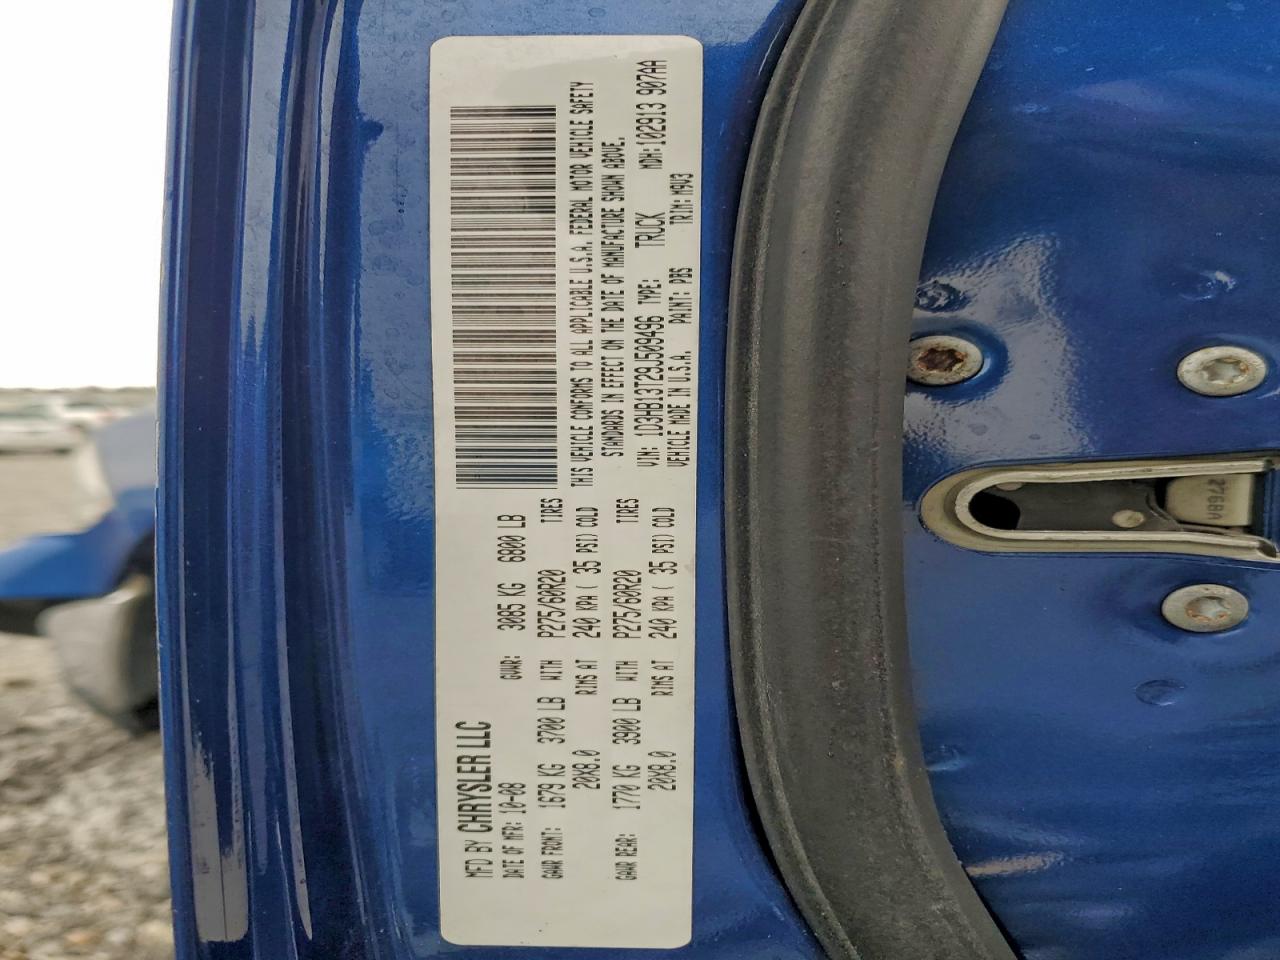 MFD BY CHRYSLER LLC
DATE OF MFR: 10-08 GVWR: 3085 KG 6800 LB
GAWR FRONT: 1679 KG 3700 LB WITH P275/60R20 TIRES
20X8.0 RIMS AT 240 KPA ( 35 PSI) COLD
GAWR REAR: 1770 KG 3900 LB WITH P275/60R20 TIRES
20X8.0 RIMS AT 240 KPA ( 35 PSI) COLD
THIS VEHICLE CONFORMS TO ALL APPLICABLE U.S.A. FEDERAL MOTOR VEHICLE SAFETY
STANDARDS IN EFFECT ON THE DATE OF MANUFACTURE SHOWN ABOVE.
VIN: 1D3HB13T29J509496 TYPE: TRUCK MDH:102913 907AA
VEHICLE MADE IN U.S.A. PAINT: PBS TRIM: M9V3
2768A